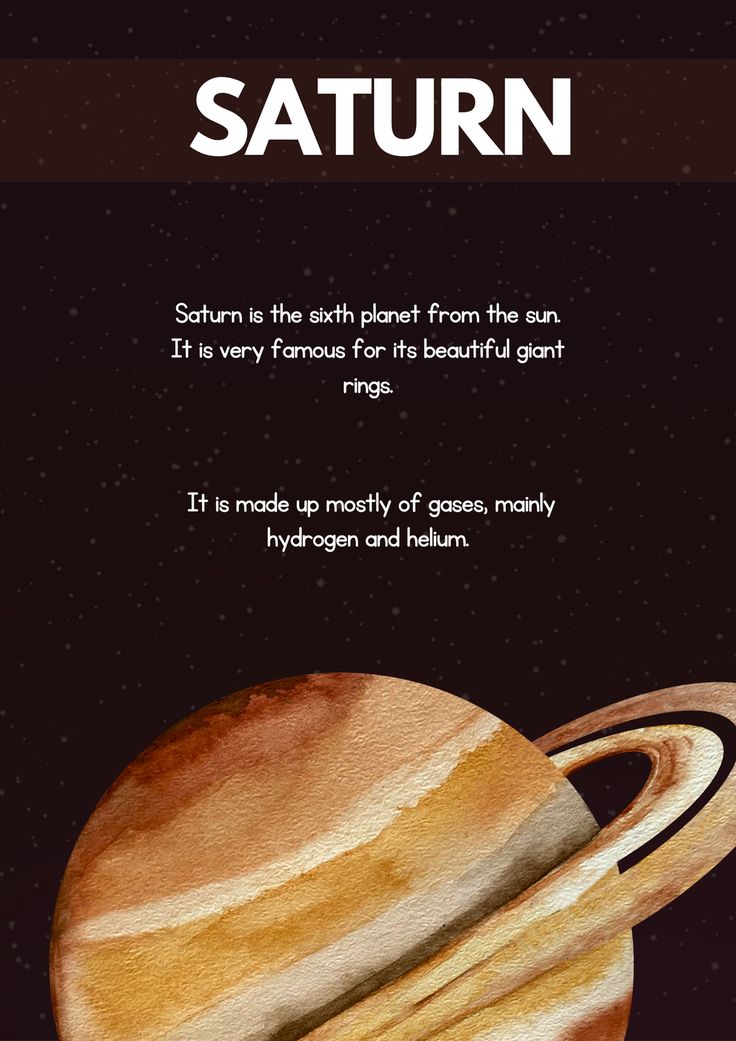 SATURN
Saturn is the sixth planet from the sun.
It is very famous for its beautiful giant
rings.
It is made up mostly of gases, mainly
hydrogen and helium.